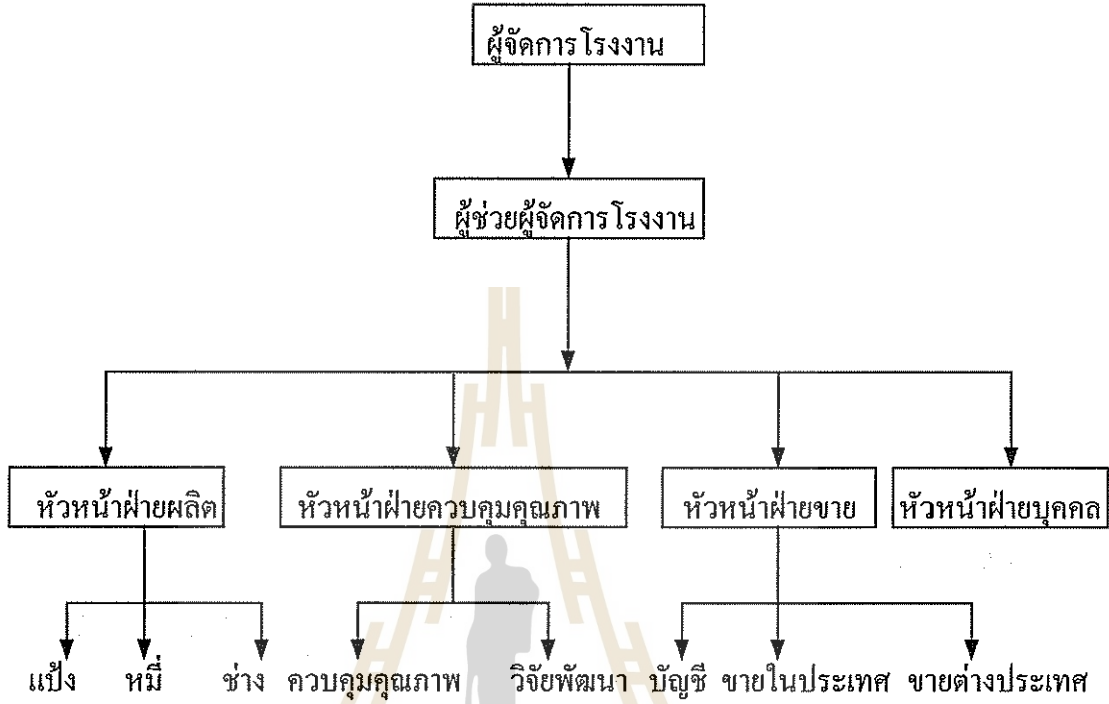 ผู้จัดการโรงงาน
ผู้ช่วยผู้จัดการโรงงาน
หัวหน้าฝ่ายผลิต หัวหน้าฝ่ายควบคุมคุณภาพ หัวหน้าฝ่ายขาย หัวหน้าฝ่ายบุคคล
แป้ง หมี่ ช่าง ควบคุมคุณภาพ วิจัยพัฒนา บัญชี ขายในประเทศ ขายต่างประเทศ